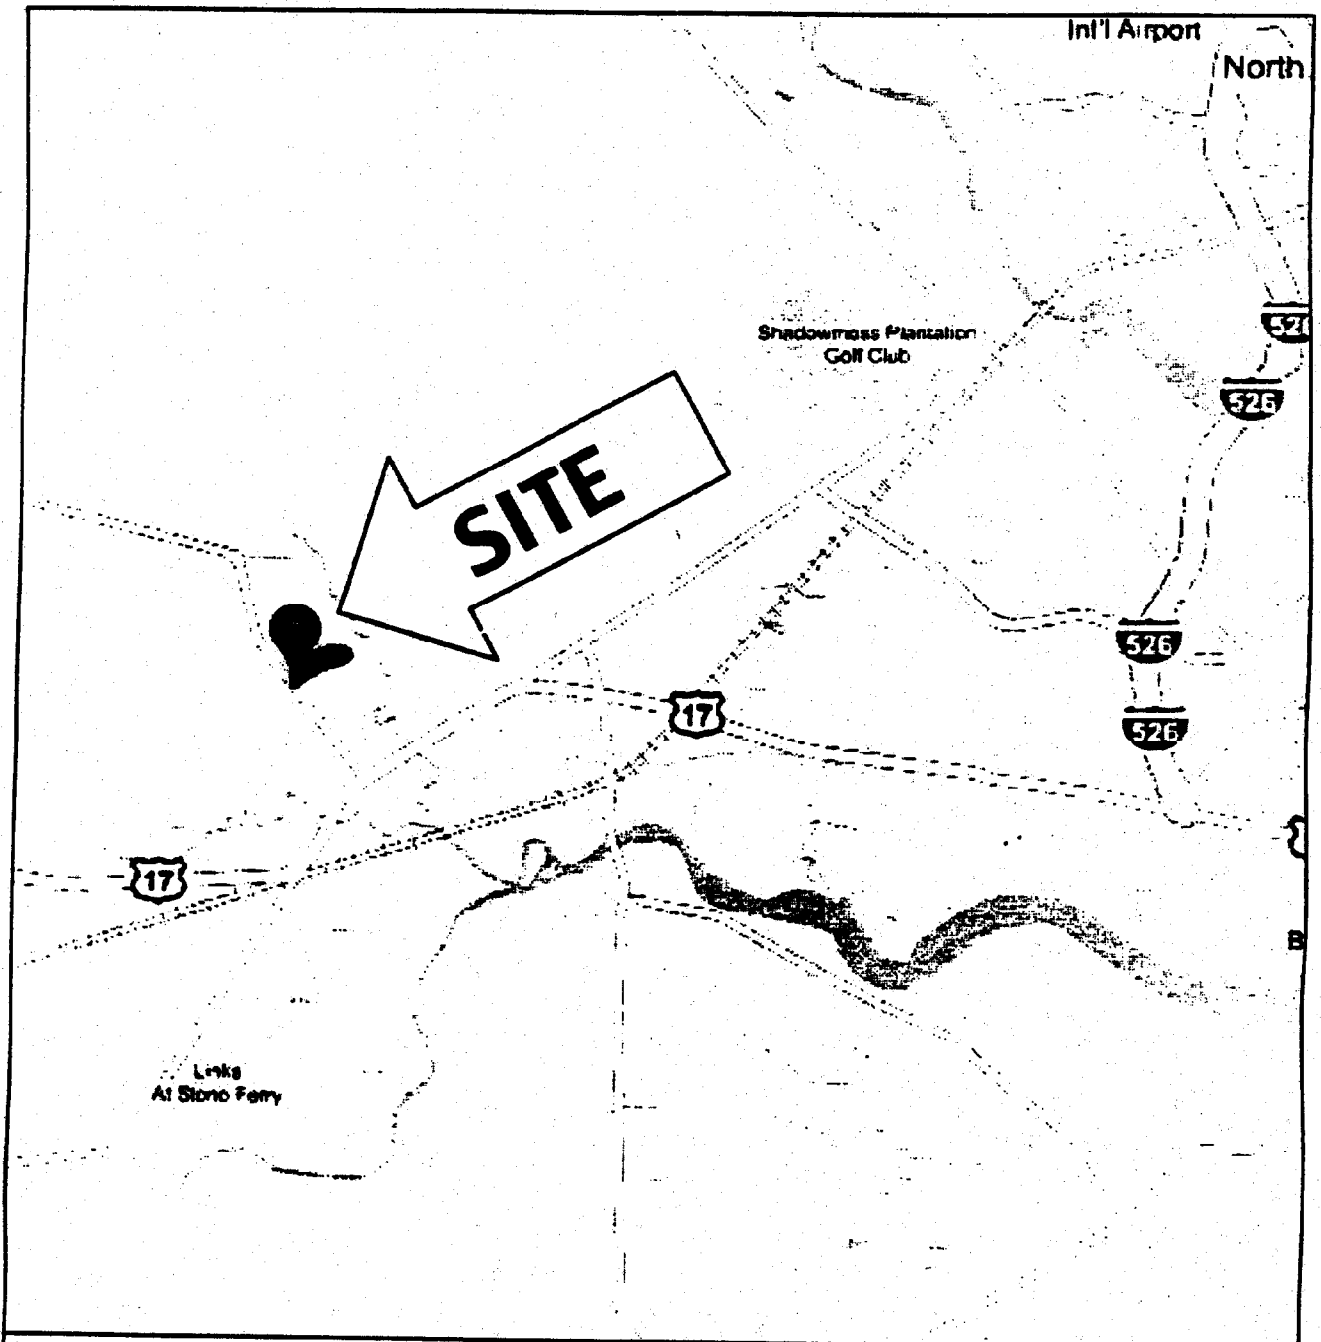 Int'l Airport
North
526
Shadowmoss Plantation
Golf Club
526
SITE
526
17
526
17
B
Links
At Stono Ferry